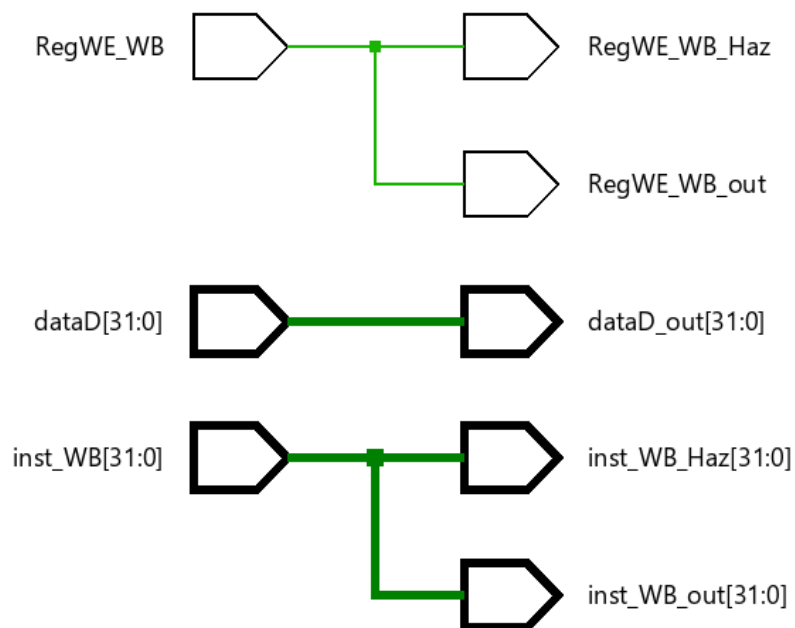 RegWE_WB
RegWE_WB_Haz
RegWE_WB_out
dataD[31:0]
dataD_out[31:0]
inst_WB[31:0]
inst_WB_Haz[31:0]
inst_WB_out[31:0]